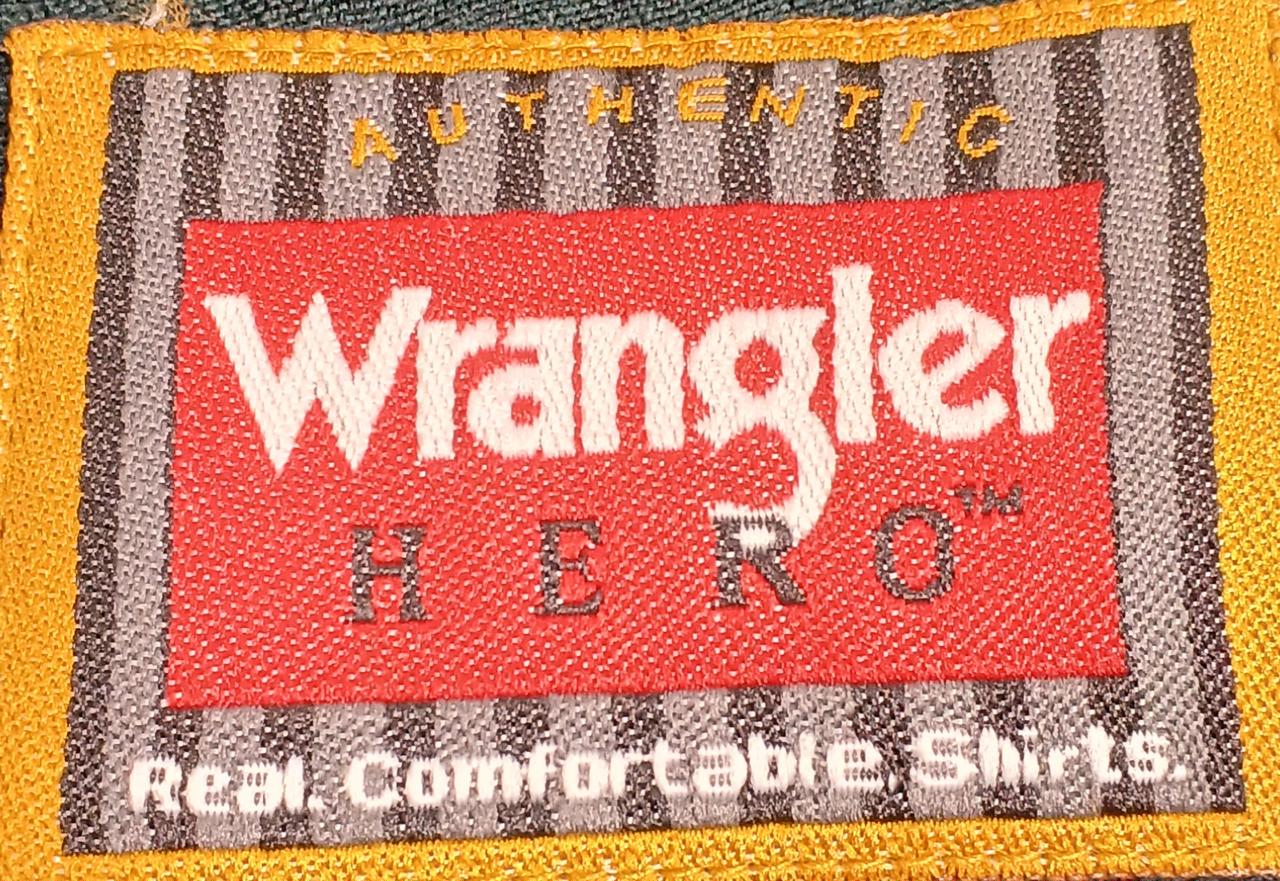 AUTHENTIC
Wrangler
HERO™
Real. Comfortable. Shirts.